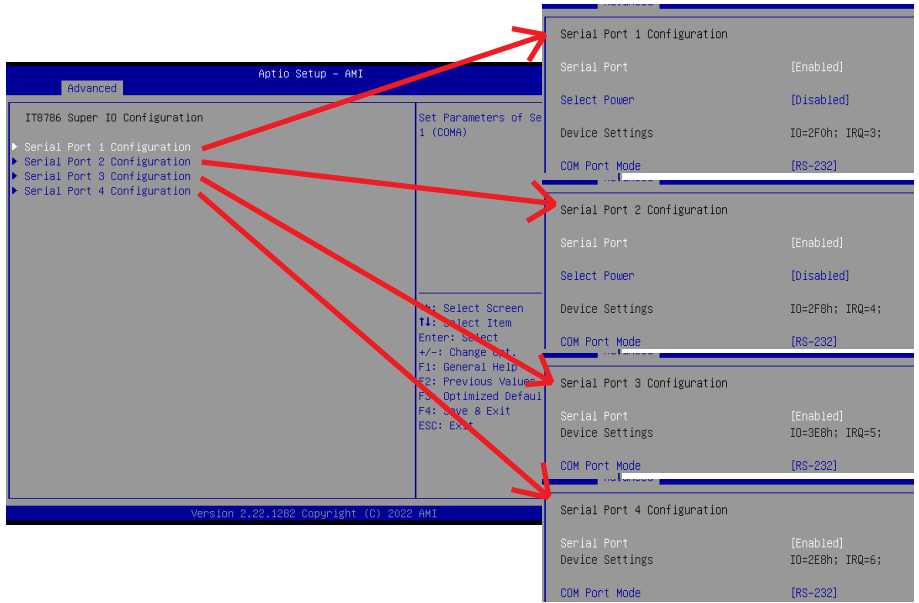 Aptio Setup - AMI
Advanced
IT8786 Super IO Configuration
Serial Port 1 Configuration
Serial Port 2 Configuration
Serial Port 3 Configuration
Serial Port 4 Configuration
Set Parameters of Se
1 (COMA)
Select Screen
↑↓: Select Item
Enter: Select
+/-: Change Opt.
F1: General Help
F2: Previous Values
F3: Optimized Defaul
F4: Save & Exit
ESC: Exit
Version 2.22.1282 Copyright (C) 2022 AMI
Serial Port 1 Configuration
Serial Port [Enabled]
Select Power [Disabled]
Device Settings IO=2F0h; IRQ=3;
COM Port Mode [RS-232]
Serial Port 2 Configuration
Serial Port [Enabled]
Select Power [Disabled]
Device Settings IO=2F8h; IRQ=4;
COM Port Mode [RS-232]
Serial Port 3 Configuration
Serial Port [Enabled]
Device Settings IO=3E8h; IRQ=5;
COM Port Mode [RS-232]
Serial Port 4 Configuration
Serial Port [Enabled]
Device Settings IO=2E8h; IRQ=6;
COM Port Mode [RS-232]